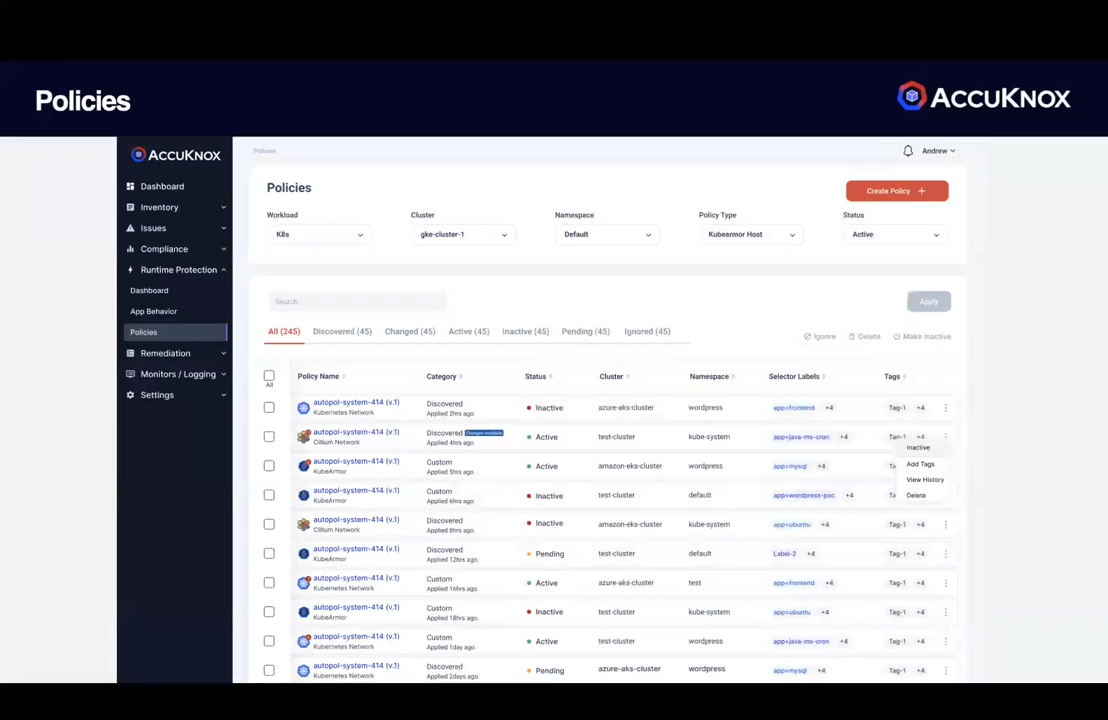 Policies
ACCUKNOX
ACCUKNOX
Policies
Andrew
Dashboard
Inventory
Issues
Compliance
Runtime Protection
Dashboard
App Behavior
Policies
Remediation
Monitors / Logging
Settings
Policies
Create Policy +
Workload Cluster Namespace Policy Type Status
K8s gke-cluster-1 Default Kubearmor Host Active
Search
Apply
All (245) Discovered (45) Changed (45) Active (45) Inactive (45) Pending (45) Ignored (45)
Ignore Delete Make Inactive
All
Policy Name Category Status Cluster Namespace Selector Labels Tags
autopol-system-414 (v.1) Discovered Inactive azure-aks-cluster wordpress app=frontend +4 Tag-1 +4
Kubernetes Network Applied 2hrs ago.
autopol-system-414 (v.1) Discovered Changes available Active test-cluster kube-system app=java-ms-cron +4 Tag-1 +4
Cillium Network Applied 4hrs ago.
Inactive
Add Tags
View History
Delete
autopol-system-414 (v.1) Custom Active amazon-eks-cluster wordpress app=mysql +4
KubeArmor Applied 5hrs ago.
autopol-system-414 (v.1) Custom Inactive test-cluster default app=wordpress-poc +4
KubeArmor Applied 6hrs ago.
autopol-system-414 (v.1) Discovered Inactive amazon-eks-cluster kube-system app=ubuntu +4 Tag-1 +4
Cillium Network Applied 8hrs ago.
autopol-system-414 (v.1) Discovered Pending test-cluster default Label-2 +4 Tag-1 +4
KubeArmor Applied 12hrs ago.
autopol-system-414 (v.1) Custom Active azure-aks-cluster test app=frontend +4 Tag-1 +4
Kubernetes Network Applied 16hrs ago.
autopol-system-414 (v.1) Custom Inactive test-cluster kube-system app=ubuntu +4 Tag-1 +4
KubeArmor Applied 18hrs ago.
autopol-system-414 (v.1) Custom Active test-cluster wordpress app=java-ms-cron +4 Tag-1 +4
Kubernetes Network Applied 1day ago.
autopol-system-414 (v.1) Discovered Pending azure-aks-cluster wordpress app=mysql +4 Tag-1 +4
Kubernetes Network Applied 2days ago.